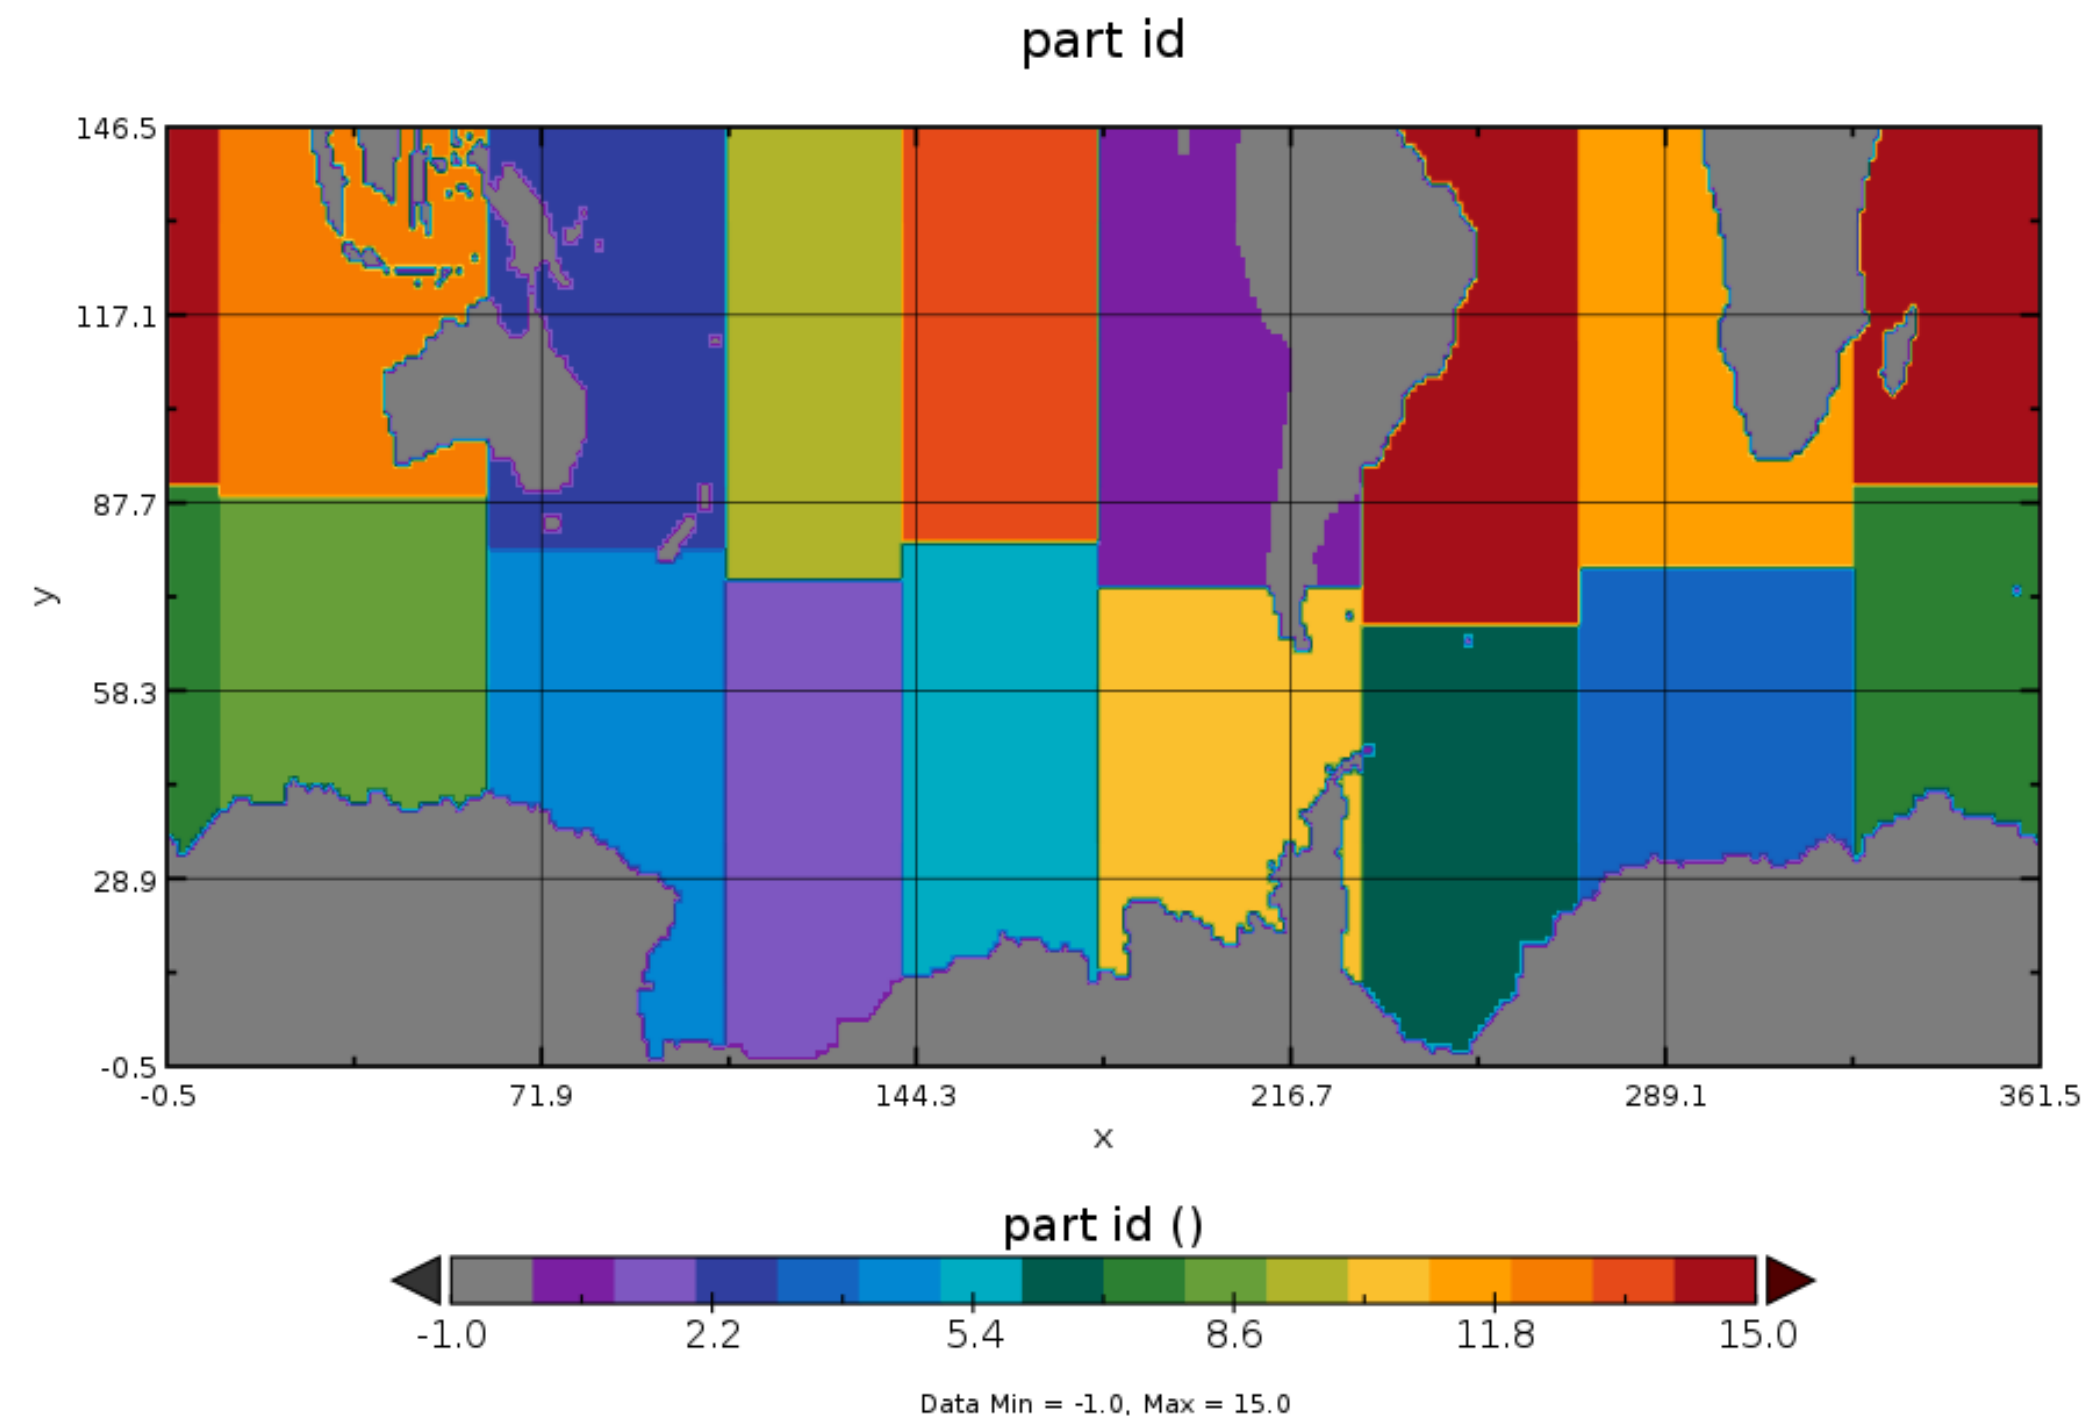 part id
146.5
117.1
87.7
58.3
28.9
-0.5
y
-0.5 71.9 144.3 216.7 289.1 361.5
x
part id ()
-1.0 2.2 5.4 8.6 11.8 15.0
Data Min = -1.0, Max = 15.0